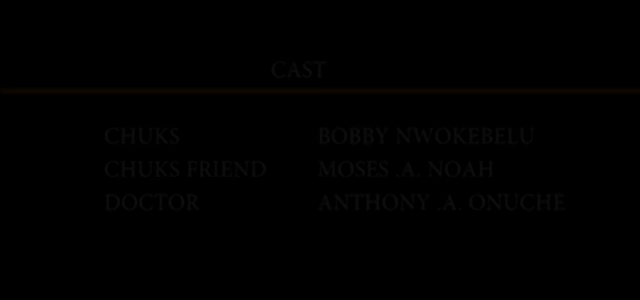 CAST
CHUKS BOBBY NWOKEBELU
CHUKS FRIEND MOSES .A. NOAH
DOCTOR ANTHONY .A. ONUCHE